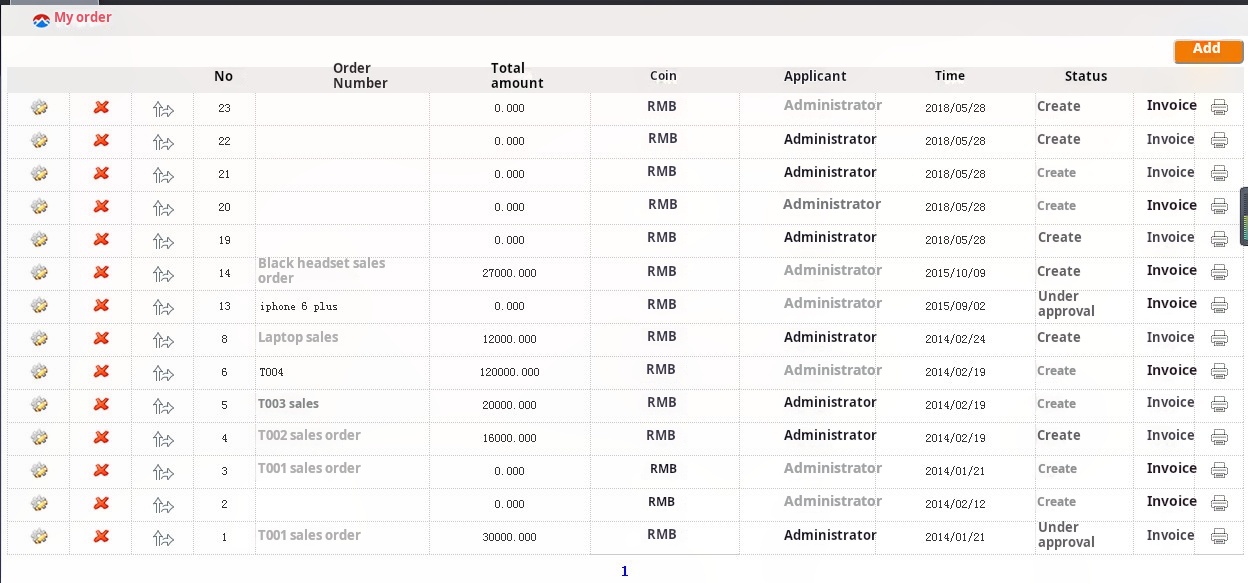 My order
Add
No Order Number Total amount Coin Applicant Time Status
23 0.000 RMB Administrator 2018/05/28 Create Invoice
22 0.000 RMB Administrator 2018/05/28 Create Invoice
21 0.000 RMB Administrator 2018/05/28 Create Invoice
20 0.000 RMB Administrator 2018/05/28 Create Invoice
19 0.000 RMB Administrator 2018/05/28 Create Invoice
14 Black headset sales order 27000.000 RMB Administrator 2015/10/09 Create Invoice
13 iphone 6 plus 0.000 RMB Administrator 2015/09/02 Under approval Invoice
8 Laptop sales 12000.000 RMB Administrator 2014/02/24 Create Invoice
6 T004 120000.000 RMB Administrator 2014/02/19 Create Invoice
5 T003 sales 20000.000 RMB Administrator 2014/02/19 Create Invoice
4 T002 sales order 16000.000 RMB Administrator 2014/02/19 Create Invoice
3 T001 sales order 0.000 RMB Administrator 2014/01/21 Create Invoice
2 0.000 RMB Administrator 2014/02/12 Create Invoice
1 T001 sales order 30000.000 RMB Administrator 2014/01/21 Under approval Invoice
1